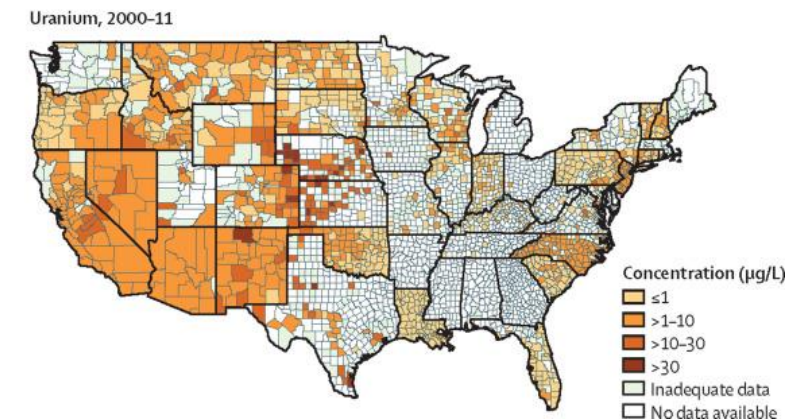 Uranium, 2000–11
Concentration (µg/L)
≤1
>1–10
>10–30
>30
Inadequate data
No data available